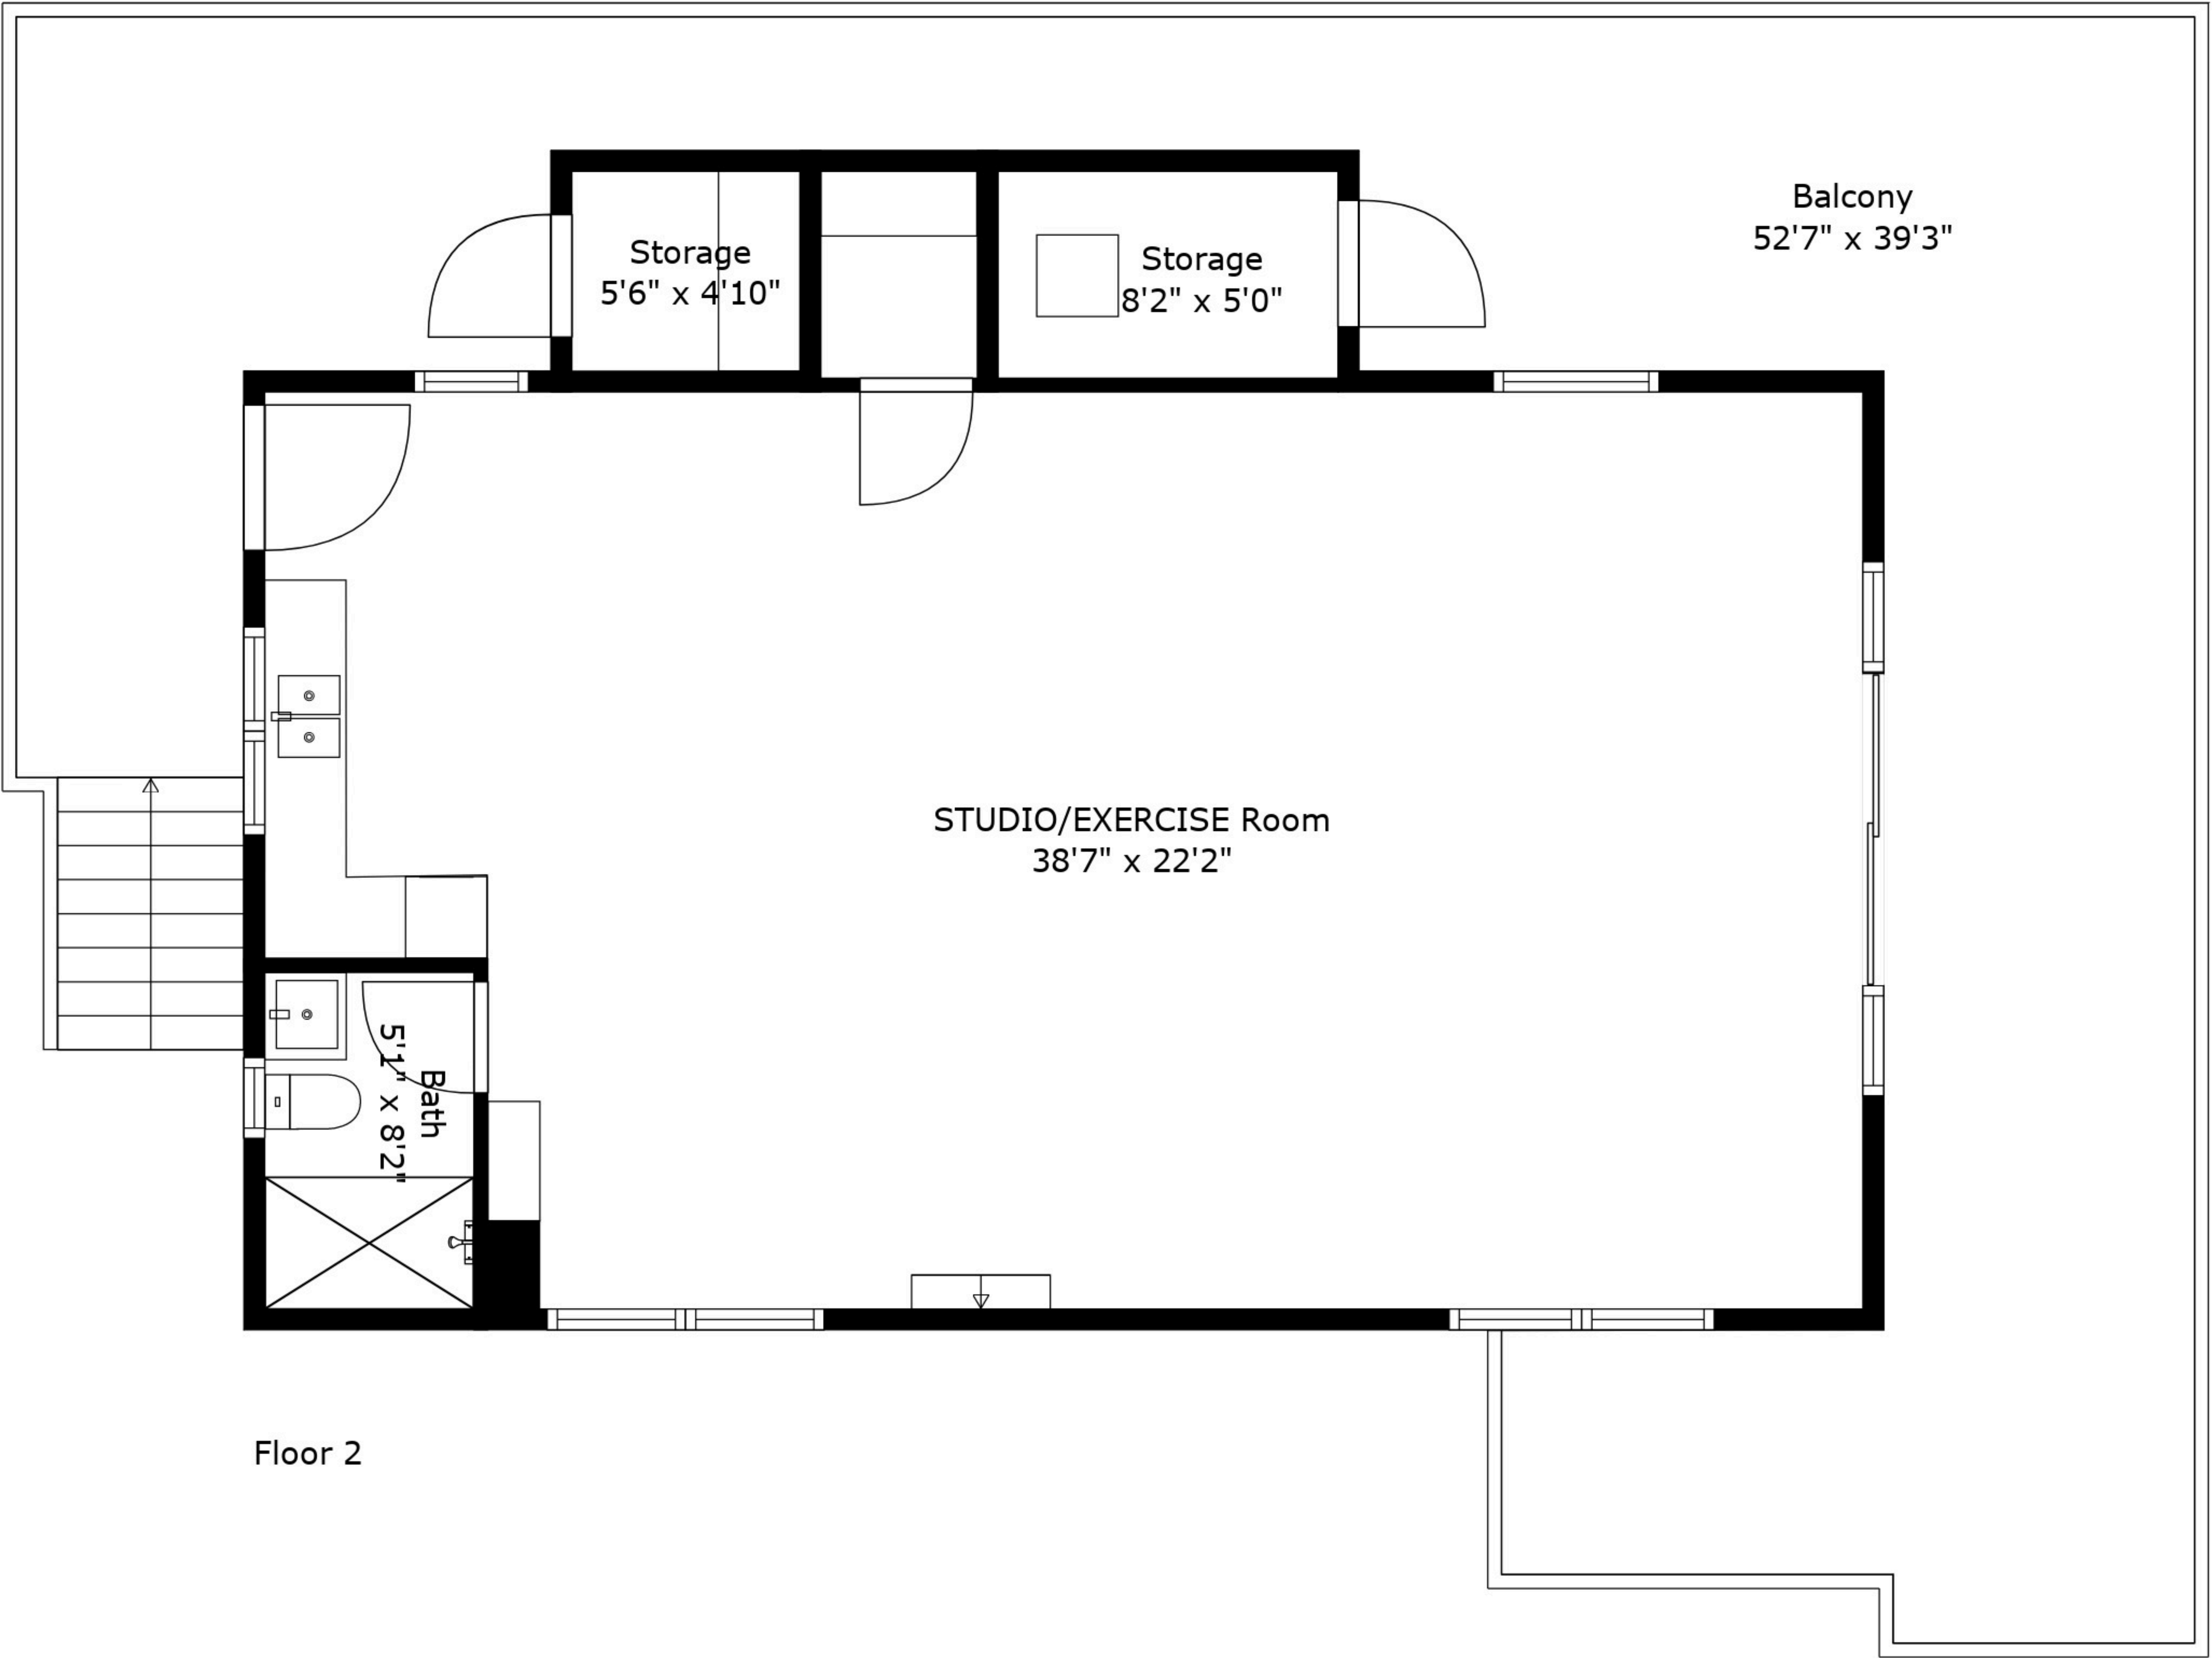 Balcony
52'7" x 39'3"
Storage
5'6" x 4'10"
Storage
8'2" x 5'0"
STUDIO/EXERCISE Room
38'7" x 22'2"
Bath
5'1" x 8'2"
Floor 2